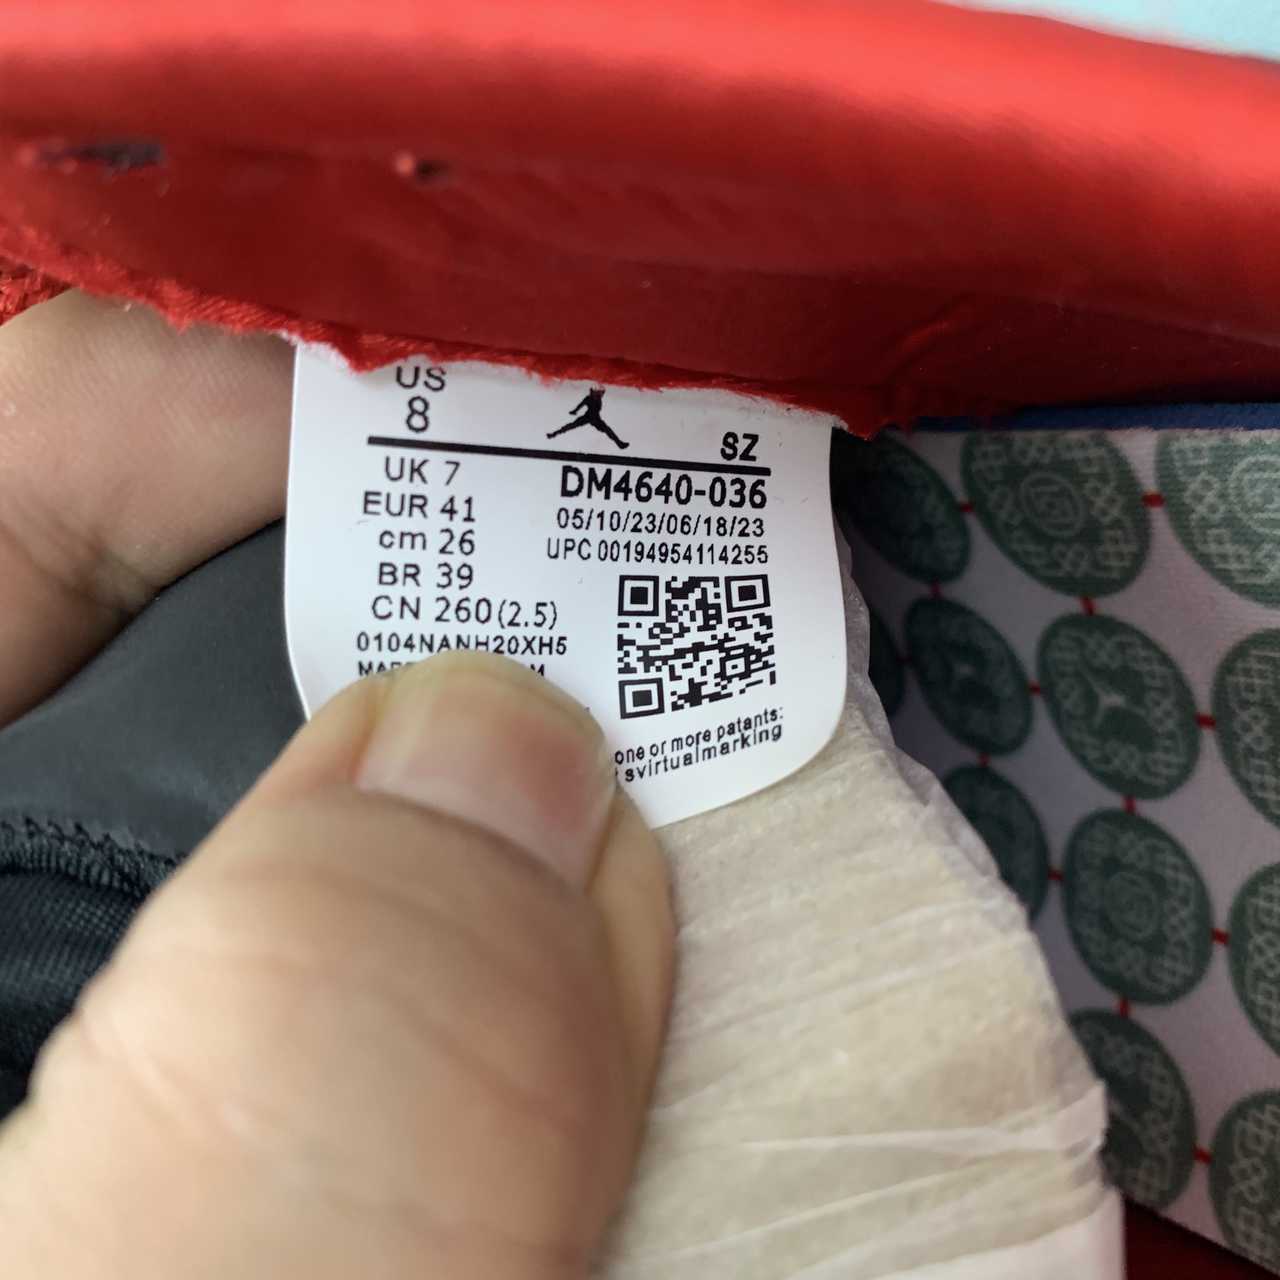 US
8
SZ
UK 7
DM4640-036
EUR 41
05/10/23/06/18/23
cm 26
UPC 00194954114255
BR 39
CN 260(2.5)
0104NANH20XH5
one or more patents:
svirtualmarking